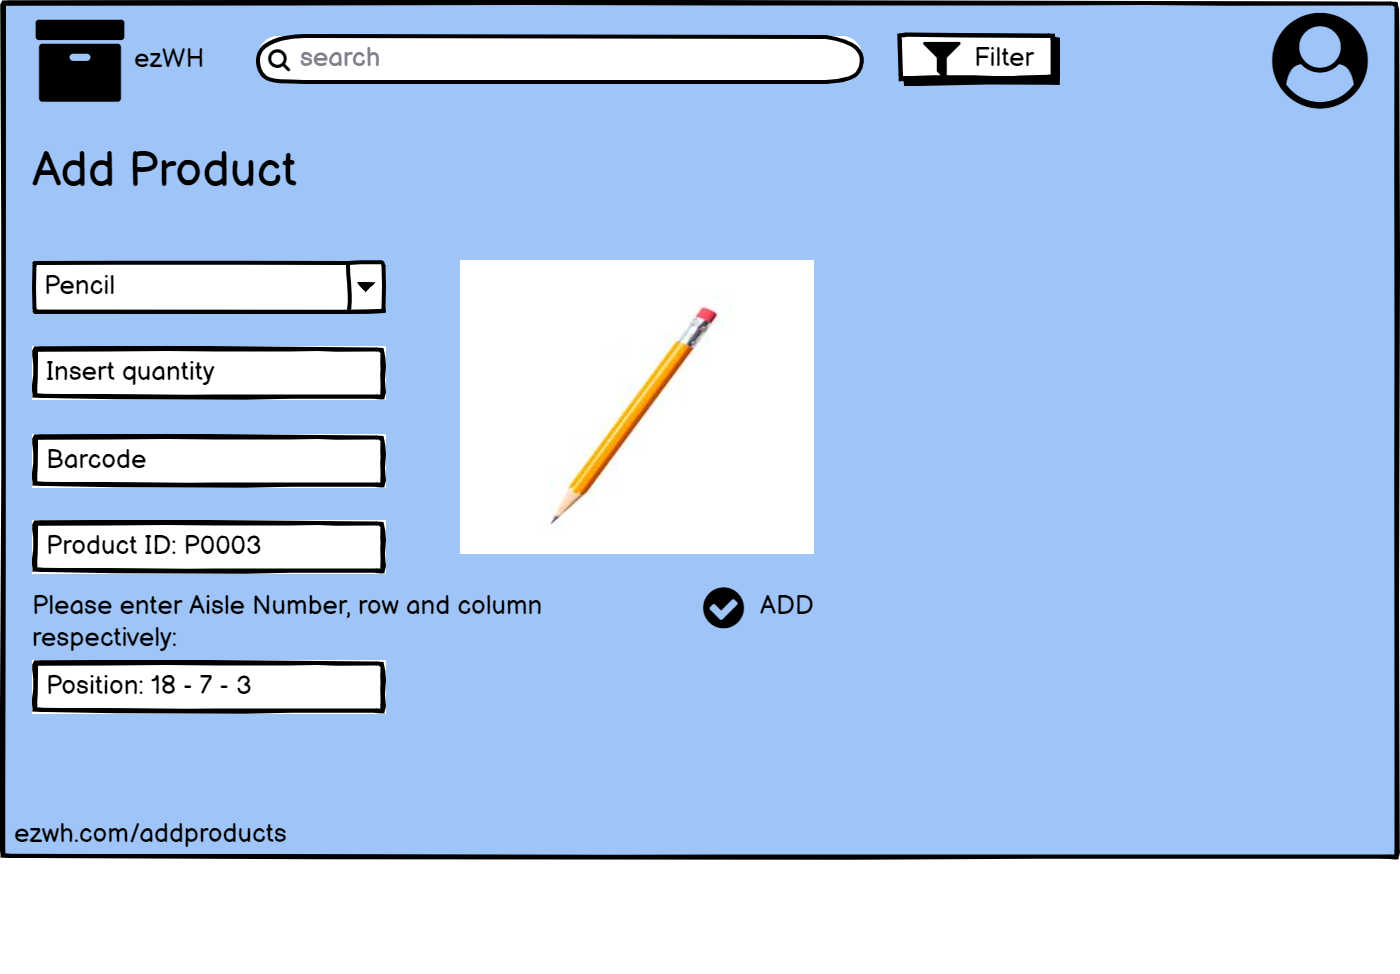 ezWH
search
Filter
Add Product
Pencil
Insert quantity
Barcode
Product ID: P0003
Please enter Aisle Number, row and column
respectively:
ADD
Position: 18 - 7 - 3
ezwh.com/addproducts